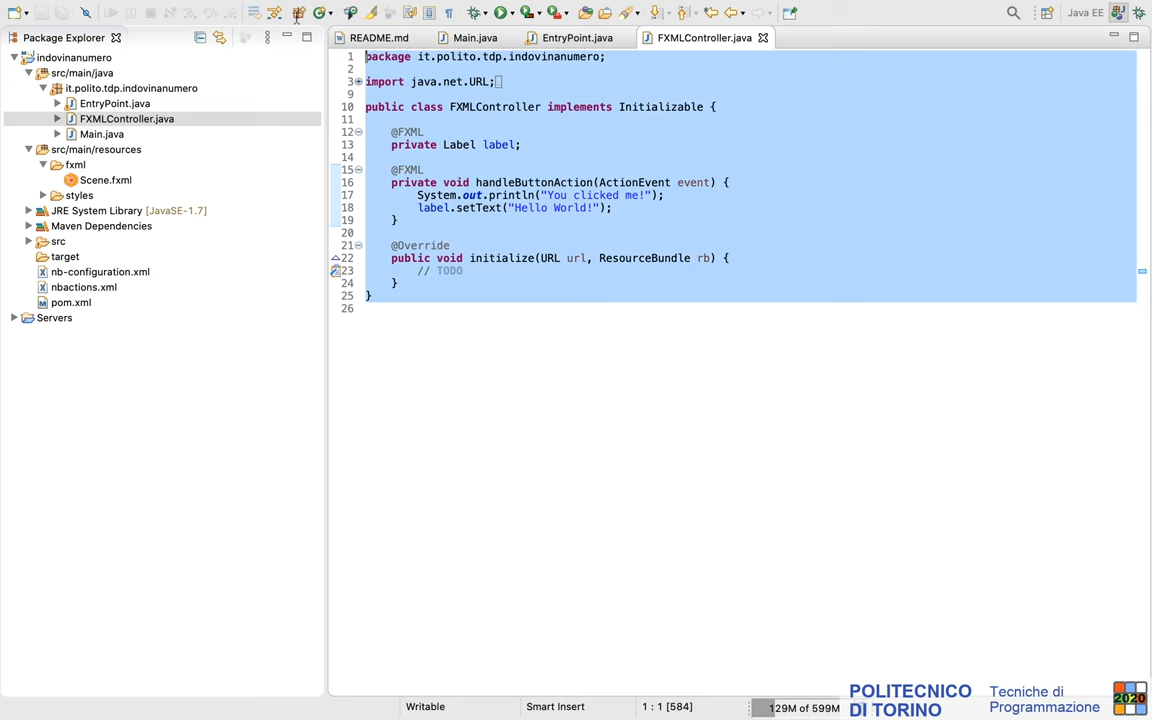 Java EE
Package Explorer
README.md
Main.java
EntryPoint.java
FXMLController.java
indovinanumero
src/main/java
it.polito.tdp.indovinanumero
EntryPoint.java
FXMLController.java
Main.java
src/main/resources
fxml
Scene.fxml
styles
JRE System Library [JavaSE-1.7]
Maven Dependencies
src
target
nb-configuration.xml
nbactions.xml
pom.xml
Servers
1 package it.polito.tdp.indovinanumero;
2
3 import java.net.URL;
9
10 public class FXMLController implements Initializable {
11
12 @FXML
13 private Label label;
14
15 @FXML
16 private void handleButtonAction(ActionEvent event) {
17 System.out.println("You clicked me!");
18 label.setText("Hello World!");
19 }
20
21 @Override
22 public void initialize(URL url, ResourceBundle rb) {
23 // TODO
24 }
25 }
26
Writable
Smart Insert
1 : 1 [584]
129M of 599M
POLITECNICO
DI TORINO
Tecniche di
Programmazione
2020